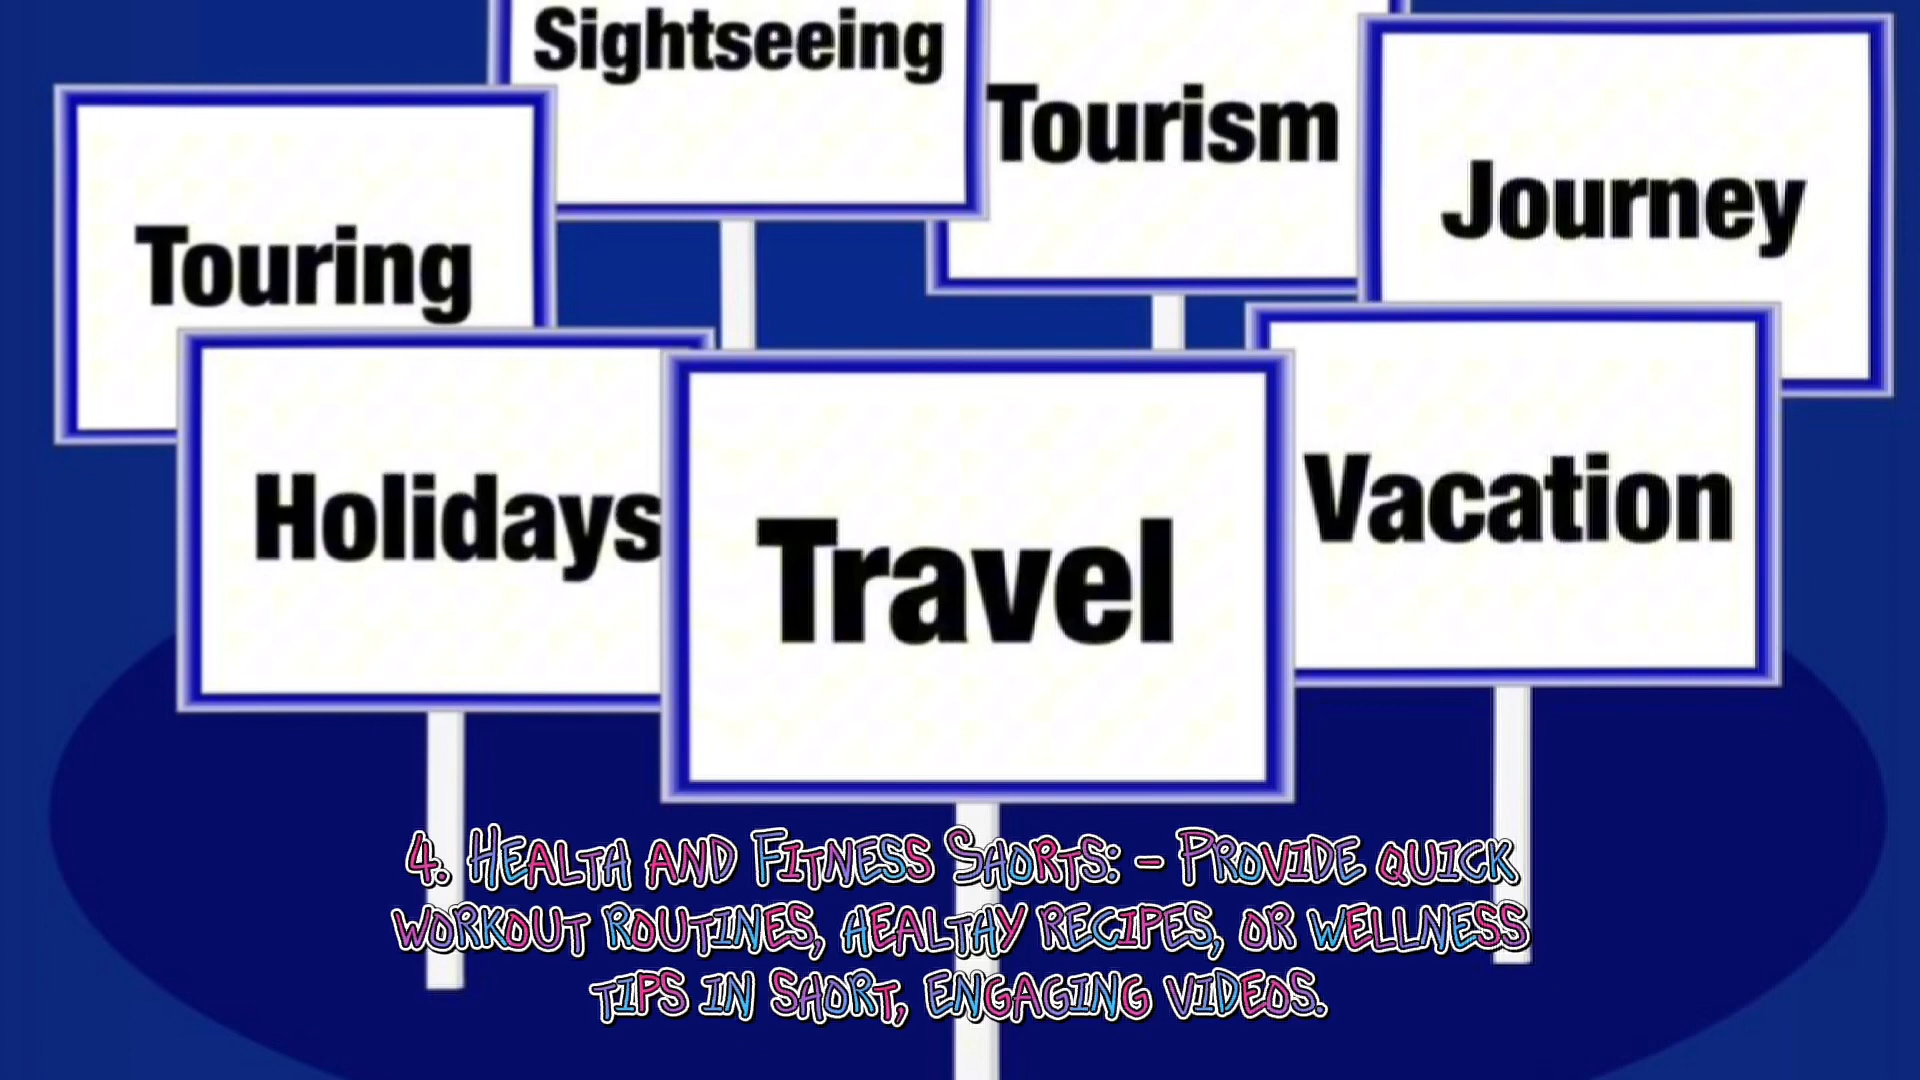 Sightseeing
Tourism
Journey
Touring
Holidays
Travel
Vacation
4. Health and Fitness Shorts: - Provide quick
workout routines, healthy recipes, or wellness
tips in short, engaging videos.